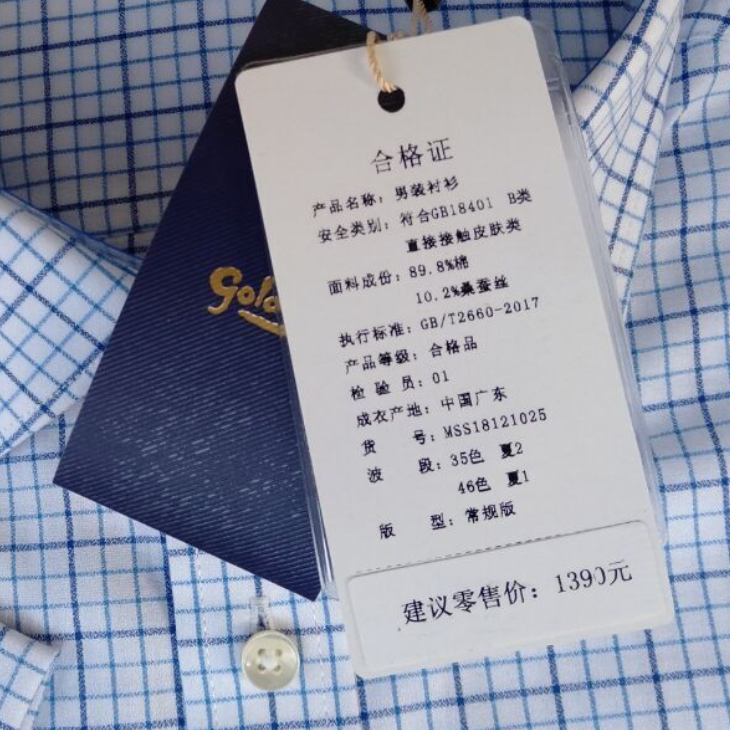 合格证
产品名称：男装衬衫
安全类别：符合GB18401 B类
直接接触皮肤类
面料成份：89.8%棉
10.2%桑蚕丝
执行标准：GB/T2660-2017
产品等级：合格品
检 验 员：01
成衣产地：中国广东
货 号：MSS18121025
波 段：35色 夏2
46色 夏1
版 型：常规版
建议零售价：1390元
Gold